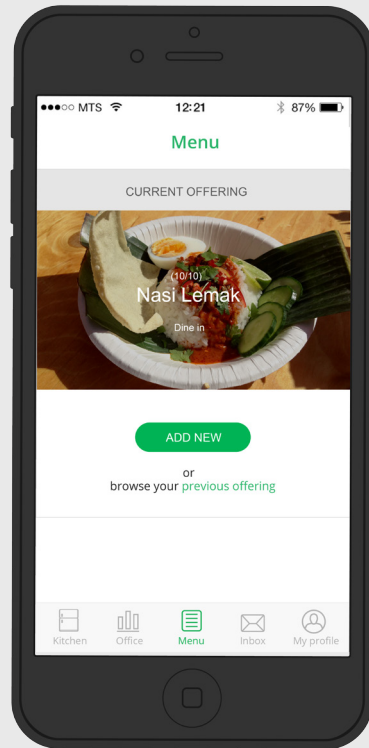 MTS 12:21 87%
Menu
CURRENT OFFERING
(10/10)
Nasi Lemak
Dine in
ADD NEW
or
browse your previous offering
Kitchen Office Menu Inbox My profile